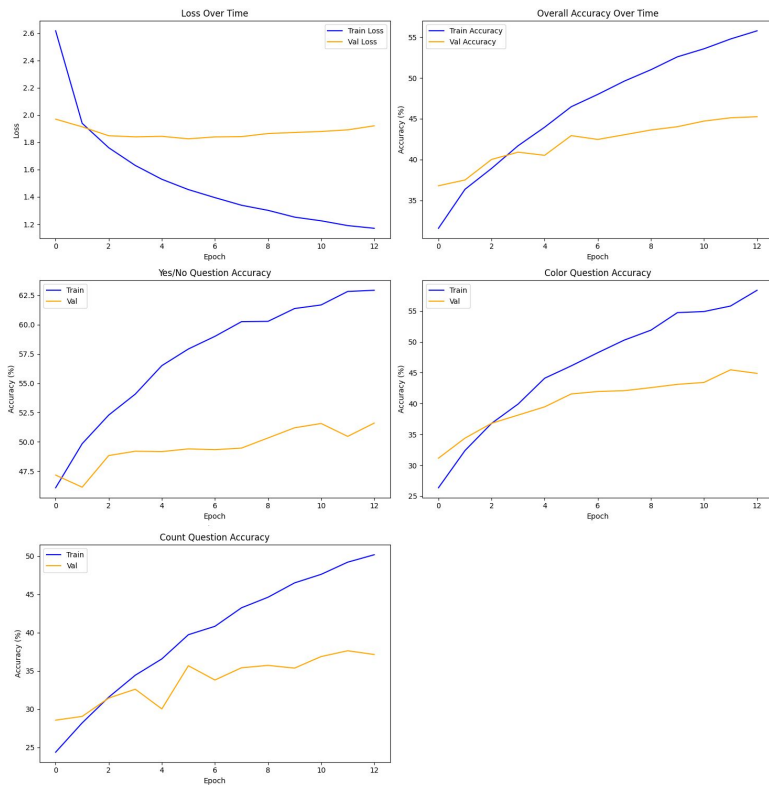 Loss Over Time
2.6
2.4
2.2
2.0
1.8
1.6
1.4
1.2
Loss
Train Loss
Val Loss
0 2 4 6 8 10 12
Epoch
Overall Accuracy Over Time
55
50
45
40
35
Accuracy (%)
Train Accuracy
Val Accuracy
0 2 4 6 8 10 12
Epoch
Yes/No Question Accuracy
62.5
60.0
57.5
55.0
52.5
50.0
47.5
Accuracy (%)
Train
Val
0 2 4 6 8 10 12
Epoch
Color Question Accuracy
55
50
45
40
35
30
25
Accuracy (%)
Train
Val
0 2 4 6 8 10 12
Epoch
Count Question Accuracy
50
45
40
35
30
25
Accuracy (%)
Train
Val
0 2 4 6 8 10 12
Epoch